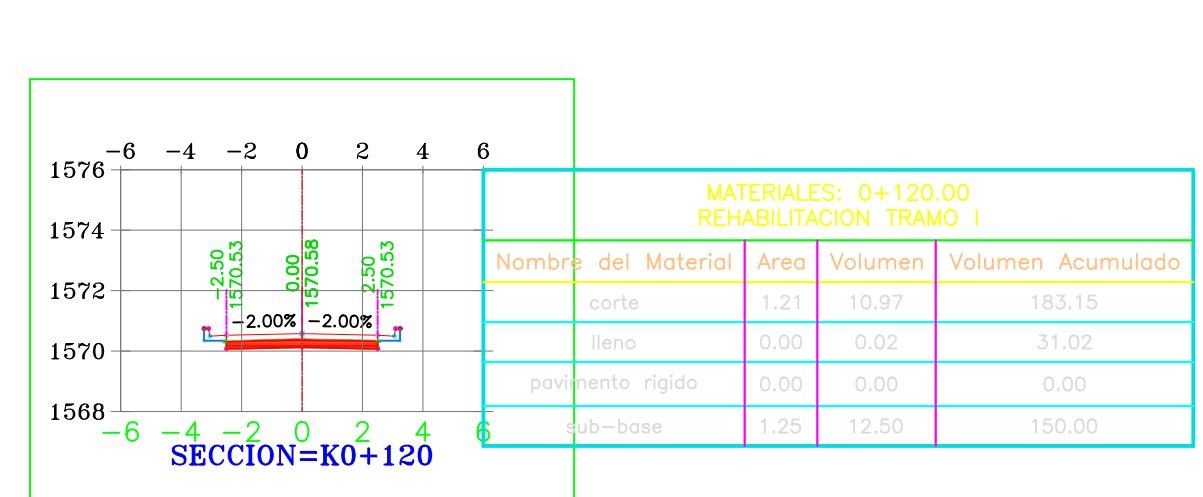 -6 -4 -2 0 2 4 6
1576
1574
1572
1570
1568
-2.50
1570.53
0.00
1570.58
2.50
1570.53
-2.00% -2.00%
-6 -4 -2 0 2 4 6
SECCION=K0+120
MATERIALES: 0+120.00
REHABILITACION TRAMO I
Nombre del Material Area Volumen Volumen Acumulado
corte 1.21 10.97 183.15
lleno 0.00 0.02 31.02
pavimento rigido 0.00 0.00 0.00
sub-base 1.25 12.50 150.00